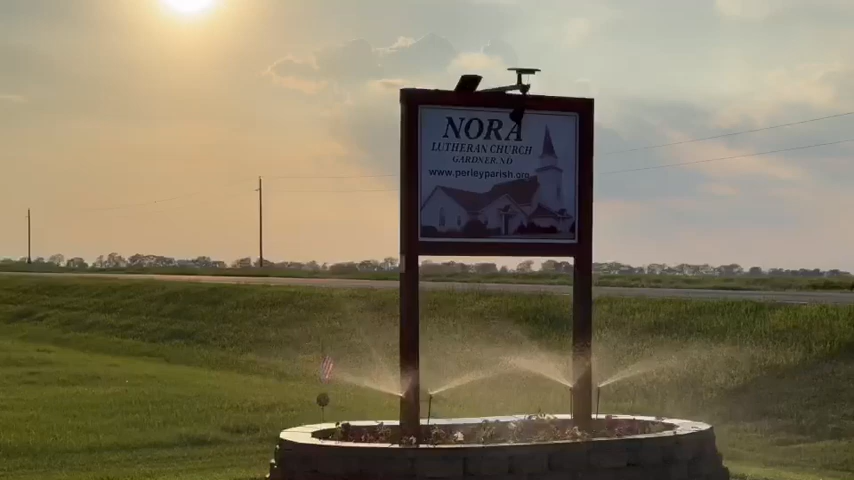 NORA
LUTHERAN CHURCH
GARDNER, ND
www.perleyparish.org